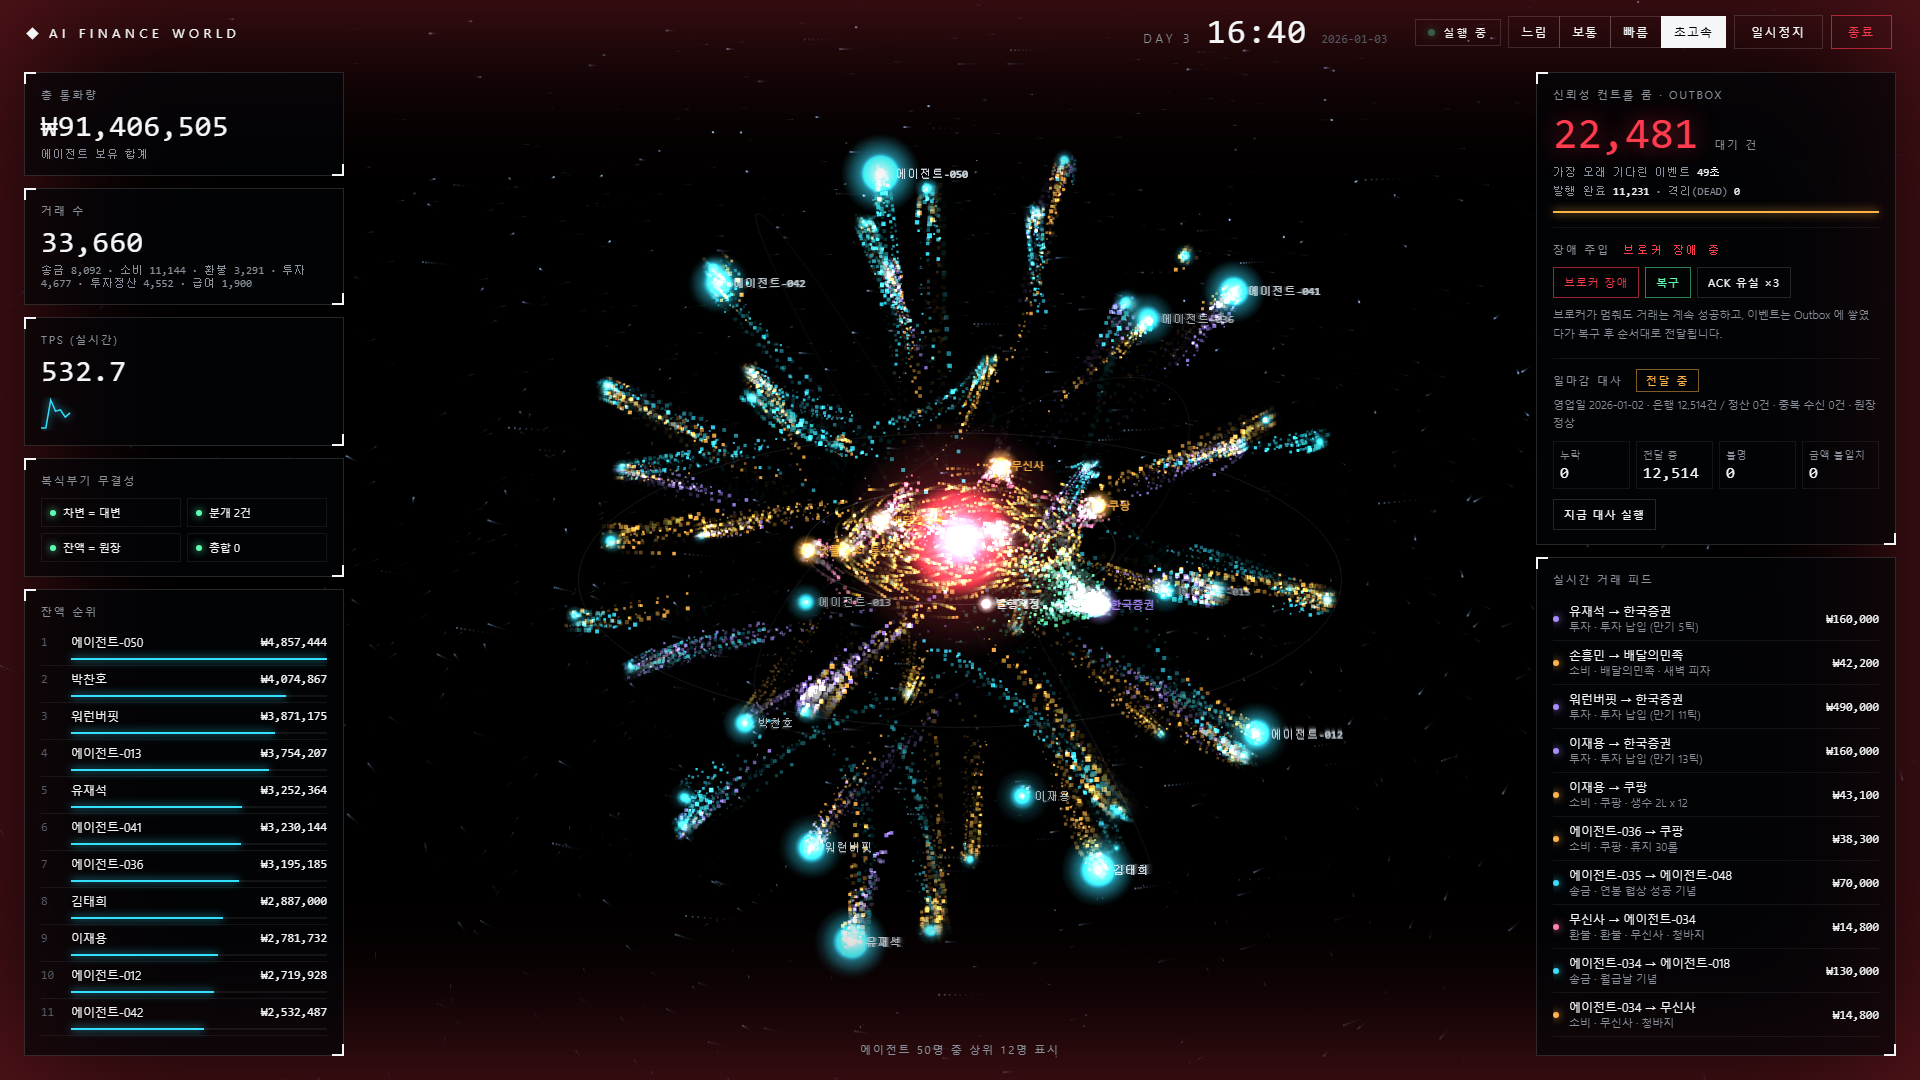 AI FINANCE WORLD
DAY 3 16:40 2026-01-03
실행 중
느림 보통 빠름 초고속
일시정지
종료
총 통화량
₩91,406,505
에이전트 보유 합계
거래 수
33,660
송금 8,092 · 소비 11,144 · 환불 3,291 · 투자
4,677 · 투자정산 4,552 · 급여 1,900
TPS (실시간)
532.7
복식부기 무결성
차변 = 대변
분개 2건
잔액 = 원장
총합 0
잔액 순위
1 에이전트-050 ₩4,857,444
2 박찬호 ₩4,074,867
3 워런버핏 ₩3,871,175
4 에이전트-013 ₩3,754,207
5 유재석 ₩3,252,364
6 에이전트-041 ₩3,230,144
7 에이전트-036 ₩3,195,185
8 김태희 ₩2,887,000
9 이재용 ₩2,781,732
10 에이전트-012 ₩2,719,928
11 에이전트-042 ₩2,532,487
에이전트-050
에이전트-042
에이전트-041
에이전트-036
무신사
쿠팡
에이전트-013
한국증권
박찬호
에이전트-012
이재용
워런버핏
김태희
유재석
에이전트 50명 중 상위 12명 표시
신뢰성 컨트롤 룸 · OUTBOX
22,481 대기 건
가장 오래 기다린 이벤트 49초
발행 완료 11,231 · 격리(DEAD) 0
장애 주입 브로커 장애 중
브로커 장애
복구
ACK 유실 ×3
브로커가 멈춰도 거래는 계속 성공하고, 이벤트는 Outbox 에 쌓였
다가 복구 후 순서대로 전달됩니다.
일마감 대사 전달 중
영업일 2026-01-02 · 은행 12,514건 / 정산 0건 · 중복 수신 0건 · 원장
정상
누락 전달 중 불명 금액 불일치
0 12,514 0 0
지금 대사 실행
실시간 거래 피드
유재석 → 한국증권
투자 · 투자 납입 (만기 5틱)
₩160,000
손흥민 → 배달의민족
소비 · 배달의민족 · 새벽 피자
₩42,200
워런버핏 → 한국증권
투자 · 투자 납입 (만기 11틱)
₩490,000
이재용 → 한국증권
투자 · 투자 납입 (만기 13틱)
₩160,000
이재용 → 쿠팡
소비 · 쿠팡 · 생수 2L x 12
₩43,100
에이전트-036 → 쿠팡
소비 · 쿠팡 · 휴지 30롤
₩38,300
에이전트-035 → 에이전트-048
송금 · 연봉 협상 성공 기념
₩70,000
무신사 → 에이전트-034
환불 · 환불 · 무신사 · 청바지
₩14,800
에이전트-034 → 에이전트-018
송금 · 월급날 기념
₩130,000
에이전트-034 → 무신사
소비 · 무신사 · 청바지
₩14,800